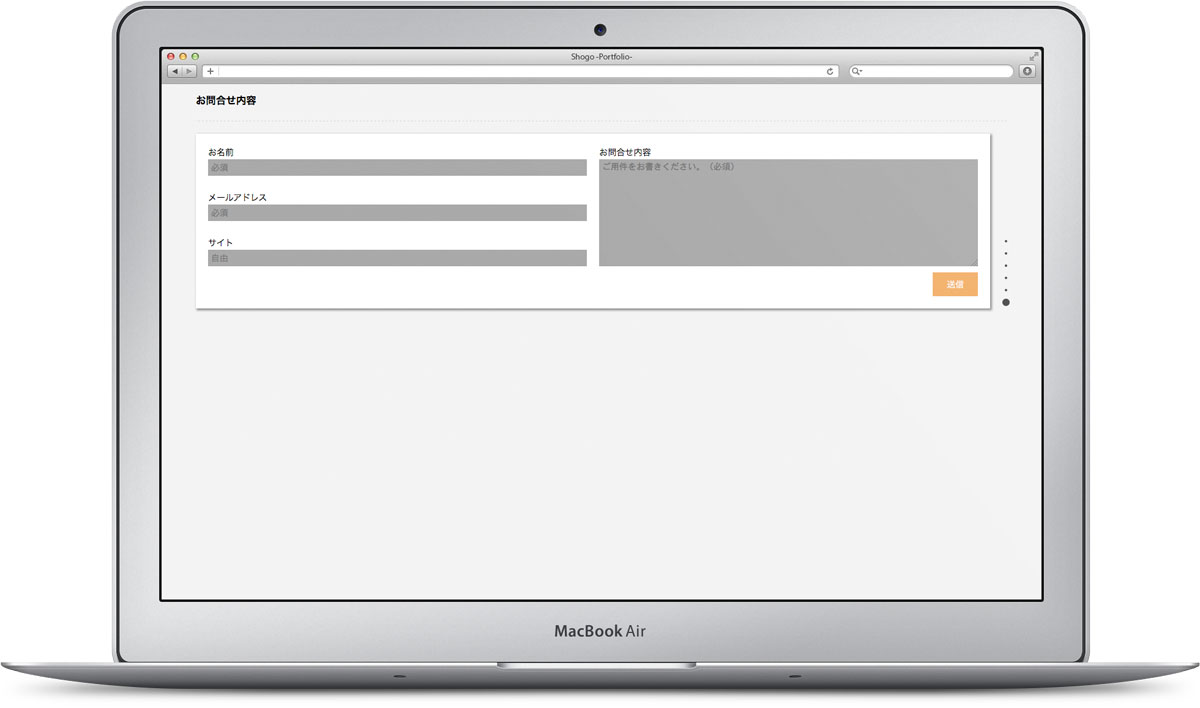 Shogo -Portfolio-
お問合せ内容
お名前
必須
メールアドレス
必須
サイト
自由
お問合せ内容
ご用件をお書きください。（必須）
送信
MacBook Air